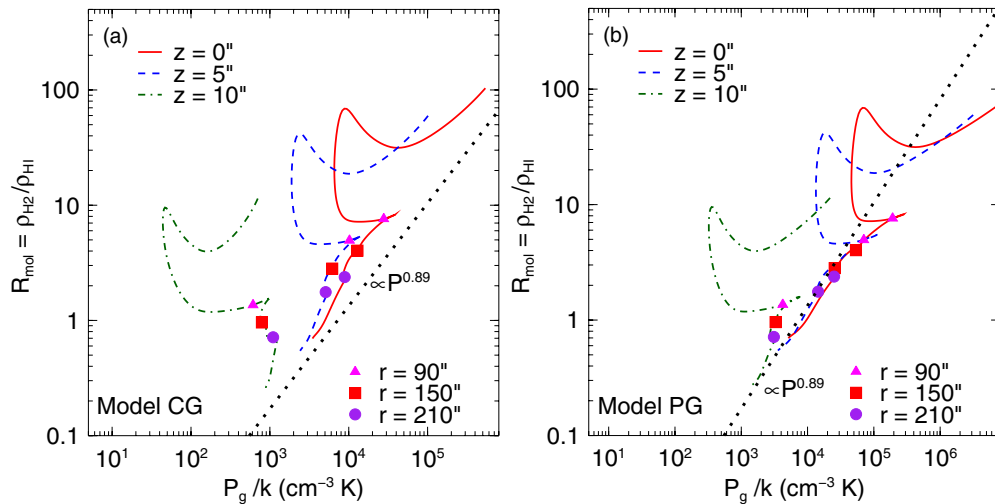 (a)
z = 0"
z = 5"
z = 10"
100
10
1
0.1
R_mol = ρ_H2/ρ_HI
∝P^0.89
r = 90"
r = 150"
r = 210"
Model CG
10^1 10^2 10^3 10^4 10^5
P_g /k (cm^−3 K)
(b)
z = 0"
z = 5"
z = 10"
100
10
1
0.1
R_mol = ρ_H2/ρ_HI
∝P^0.89
r = 90"
r = 150"
r = 210"
Model PG
10^1 10^2 10^3 10^4 10^5 10^6
P_g /k (cm^−3 K)